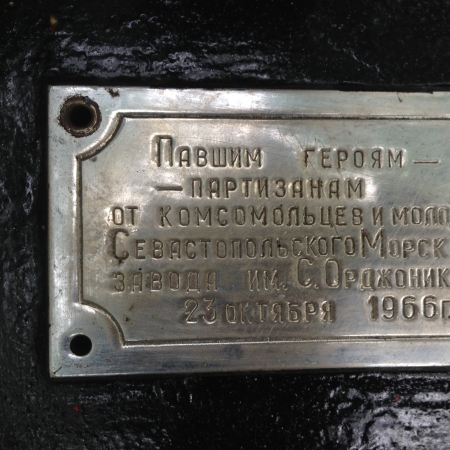 Павшим героям —
— партизанам
от комсомольцев и моло
Севастопольского Морск
завода им. С. Орджоник
23 октября 1966г.